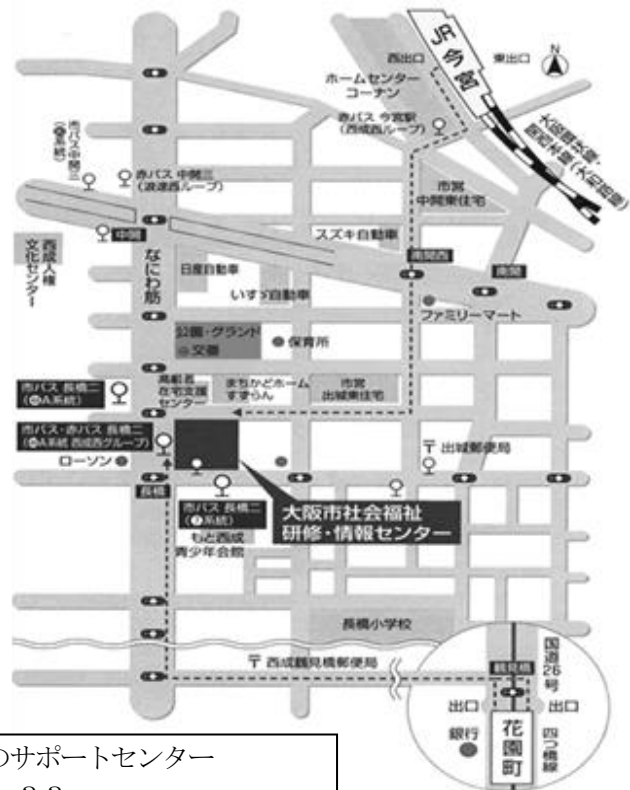 JR今宮
西出口
東出口
N
ホームセンター
コーナン
赤バス 今宮駅
(西成西ループ)
大阪環状線・
関西本線(大和路線)
市バス中開三
赤バス 中開三
(浪速西ループ)
市営
中開東住宅
スズキ自動車
中開
南開西
南開
西成人権
文化センター
なにわ筋
日産自動車
いすゞ自動車
ファミリーマート
公園・グランド
交番
保育所
市バス 長橋二
高齢者
在宅支援
センター
まちかどホーム
すずらん
市営
出城東住宅
市バス・赤バス 長橋二
ローソン
〒出城郵便局
長橋
市バス 長橋二
(❼系統)
大阪市社会福祉
研修・情報センター
もと西成
青少年会館
長橋小学校
〒西成鶴見橋郵便局
鶴見橋
国道26号
出口
出口
銀行
花園町
四つ橋線
のサポートセンター